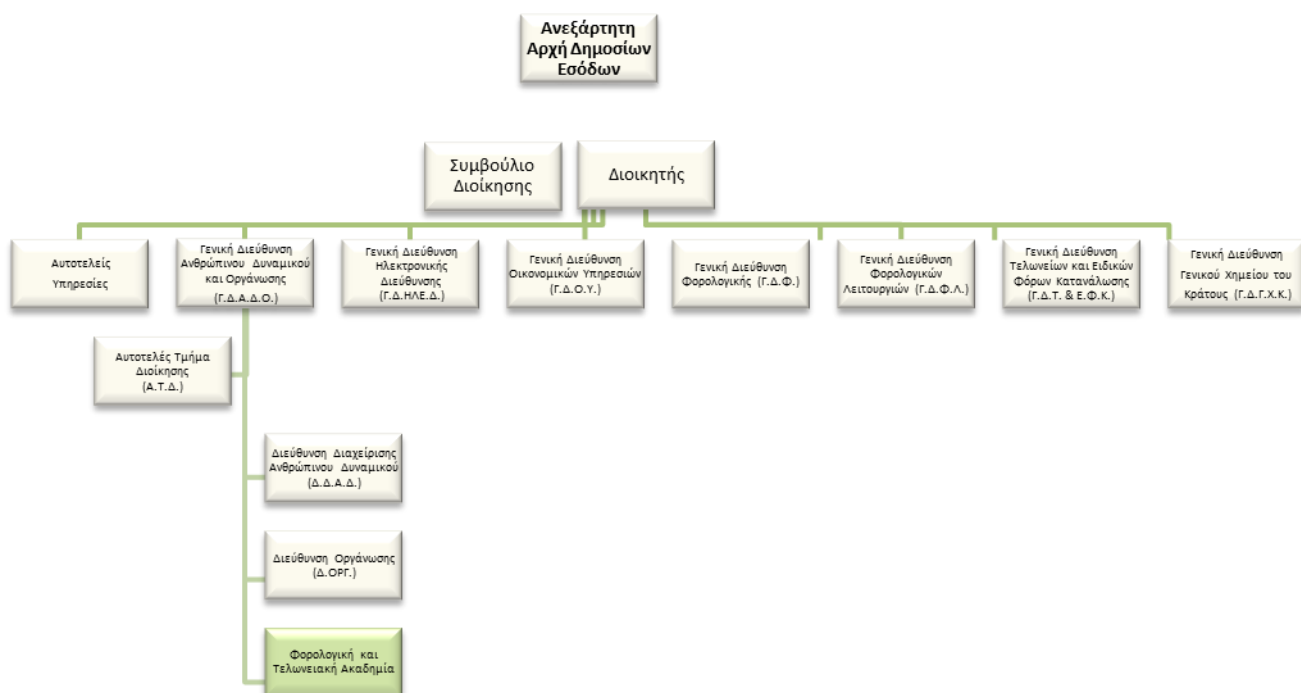 Ανεξάρτητη
Αρχή Δημοσίων
Εσόδων
Συμβούλιο
Διοίκησης
Διοικητής
Αυτοτελείς
Υπηρεσίες
Γενική Διεύθυνση
Ανθρώπινου Δυναμικού
και Οργάνωσης
(Γ.Δ.Α.Δ.Ο.)
Γενική Διεύθυνση
Ηλεκτρονικής
Διεύθυνσης
(Γ.Δ.ΗΛΕ.Δ.)
Γενική Διεύθυνση
Οικονομικών Υπηρεσιών
(Γ.Δ.Ο.Υ.)
Γενική Διεύθυνση
Φορολογικής (Γ.Δ.Φ.)
Γενική Διεύθυνση
Φορολογικών
Λειτουργιών (Γ.Δ.Φ.Λ.)
Γενική Διεύθυνση
Τελωνείων και Ειδικών
Φόρων Κατανάλωσης
(Γ.Δ.Τ. & Ε.Φ.Κ.)
Γενική Διεύθυνση
Γενικού Χημείου του
Κράτους (Γ.Δ.Γ.Χ.Κ.)
Αυτοτελές Τμήμα
Διοίκησης
(Α.Τ.Δ.)
Διεύθυνση Διαχείρισης
Ανθρώπινου Δυναμικού
(Δ.Δ.Α.Δ.)
Διεύθυνση Οργάνωσης
(Δ.ΟΡΓ.)
Φορολογική και
Τελωνειακή Ακαδημία